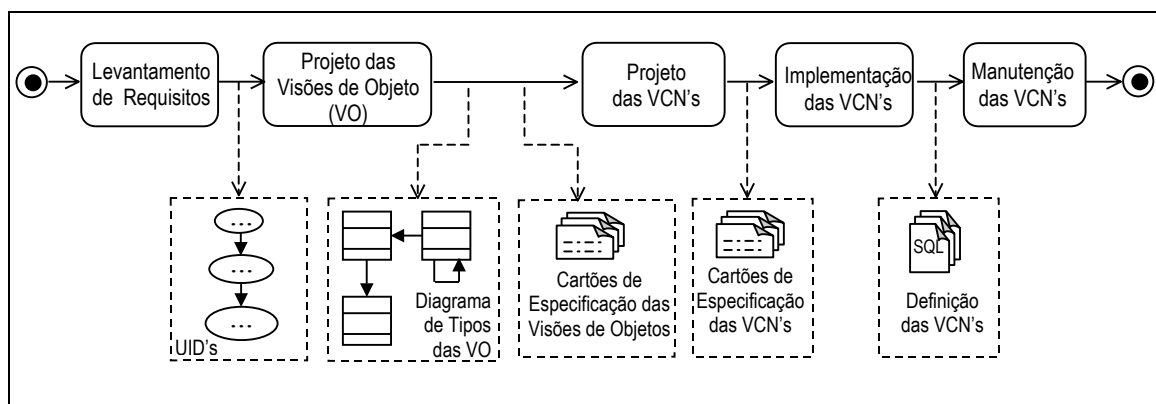 Levantamento
de Requisitos
Projeto das
Visões de Objeto
(VO)
Projeto
das VCN's
Implementação
das VCN's
Manutenção
das VCN's
...
...
...
UID's
Diagrama
de Tipos
das VO
Cartões de
Especificação das
Visões de Objetos
Cartões de
Especificação
das VCN's
SQL
Definição
das VCN's